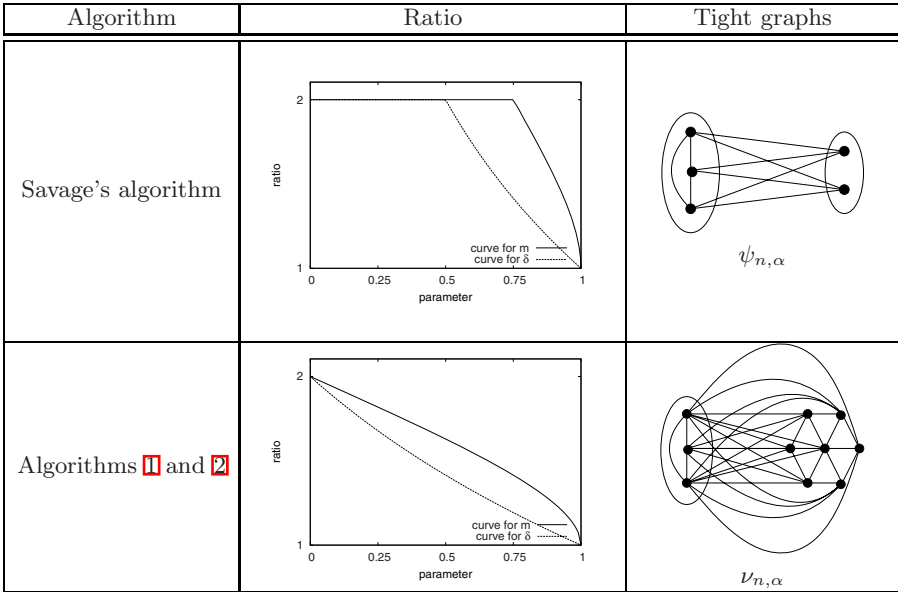 Algorithm Ratio Tight graphs
Savage's algorithm
2
ratio
1
curve for m
curve for δ
0 0.25 0.5 0.75 1
parameter
ψn,α
Algorithms 1 and 2
2
ratio
1
curve for m
curve for δ
0 0.25 0.5 0.75 1
parameter
νn,α